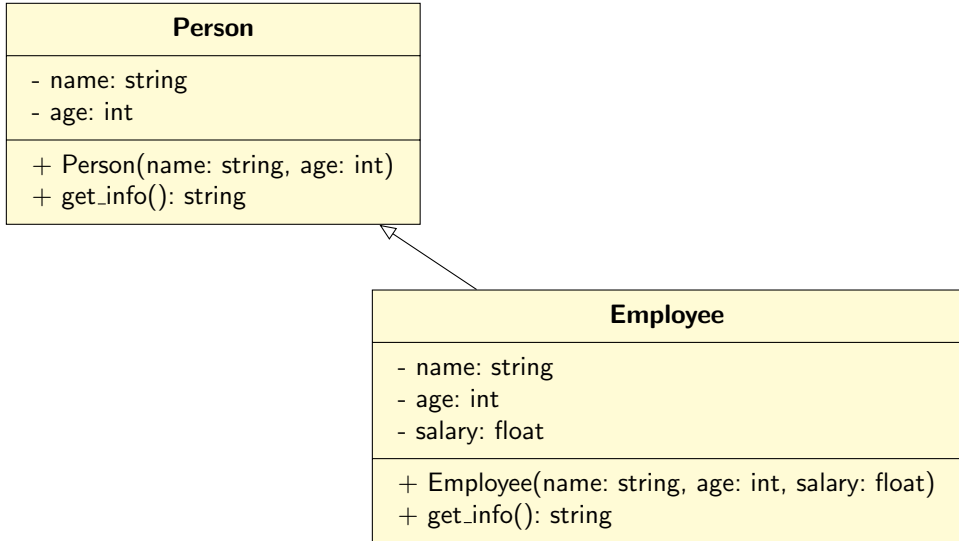 Person
- name: string
- age: int
+ Person(name: string, age: int)
+ get_info(): string
Employee
- name: string
- age: int
- salary: float
+ Employee(name: string, age: int, salary: float)
+ get_info(): string